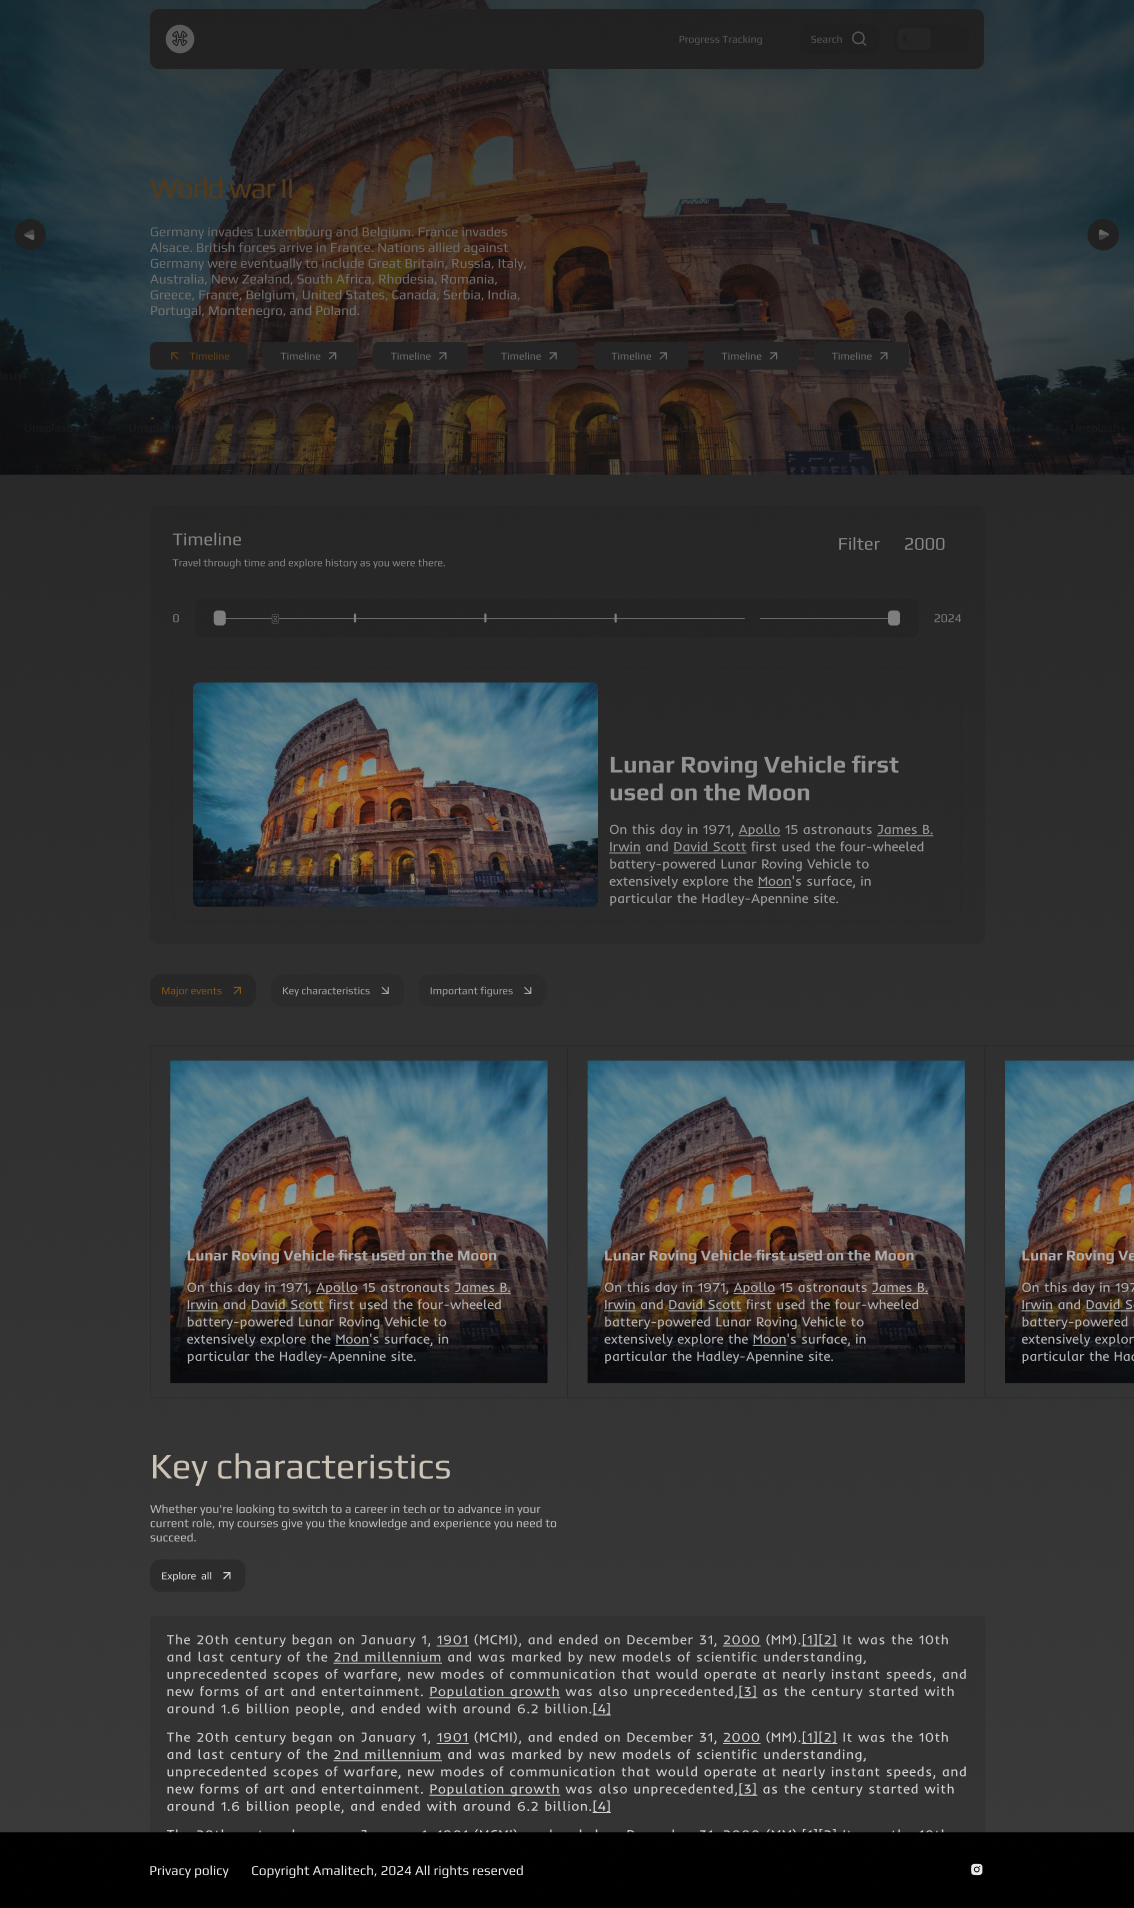 Progress Tracking
Search
World war II
Germany invades Luxembourg and Belgium. France invades
Alsace. British forces arrive in France. Nations allied against
Germany were eventually to include Great Britain, Russia, Italy,
Australia, New Zealand, South Africa, Rhodesia, Romania,
Greece, France, Belgium, United States, Canada, Serbia, India,
Portugal, Montenegro, and Poland.
Timeline Timeline Timeline Timeline Timeline Timeline Timeline
Timeline
Travel through time and explore history as you were there.
Filter 2000
0 2024
Lunar Roving Vehicle first
used on the Moon
On this day in 1971, Apollo 15 astronauts James B.
Irwin and David Scott first used the four-wheeled
battery-powered Lunar Roving Vehicle to
extensively explore the Moon's surface, in
particular the Hadley-Apennine site.
Major events Key characteristics Important figures
Lunar Roving Vehicle first used on the Moon
On this day in 1971, Apollo 15 astronauts James B.
Irwin and David Scott first used the four-wheeled
battery-powered Lunar Roving Vehicle to
extensively explore the Moon's surface, in
particular the Hadley-Apennine site.
Lunar Roving Vehicle first used on the Moon
On this day in 1971, Apollo 15 astronauts James B.
Irwin and David Scott first used the four-wheeled
battery-powered Lunar Roving Vehicle to
extensively explore the Moon's surface, in
particular the Hadley-Apennine site.
Lunar Roving
On this day in
Irwin and David
battery-powered
extensively
particular the
Key characteristics
Whether you're looking to switch to a career in tech or to advance in your
current role, my courses give you the knowledge and experience you need to
succeed.
Explore all
The 20th century began on January 1, 1901 (MCMI), and ended on December 31, 2000 (MM).[1][2] It was the 10th
and last century of the 2nd millennium and was marked by new models of scientific understanding,
unprecedented scopes of warfare, new modes of communication that would operate at nearly instant speeds, and
new forms of art and entertainment. Population growth was also unprecedented,[3] as the century started with
around 1.6 billion people, and ended with around 6.2 billion.[4]
The 20th century began on January 1, 1901 (MCMI), and ended on December 31, 2000 (MM).[1][2] It was the 10th
and last century of the 2nd millennium and was marked by new models of scientific understanding,
unprecedented scopes of warfare, new modes of communication that would operate at nearly instant speeds, and
new forms of art and entertainment. Population growth was also unprecedented,[3] as the century started with
around 1.6 billion people, and ended with around 6.2 billion.[4]
Privacy policy Copyright Amalitech, 2024 All rights reserved